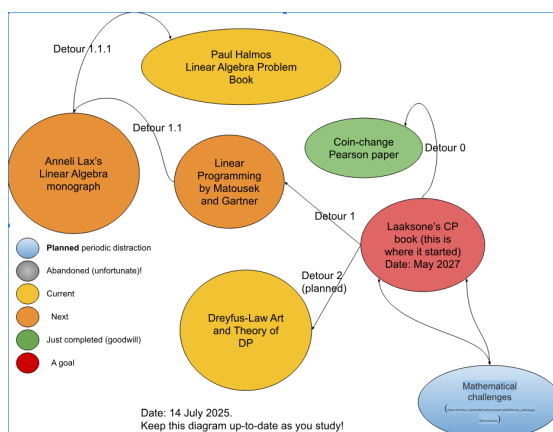 Detour 1.1.1
Paul Halmos
Linear Algebra Problem
Book
Detour 1.1
Coin-change
Pearson paper
Detour 0
Anneli Lax's
Linear Algebra
monograph
Linear
Programming
by Matousek
and Gartner
Detour 1
Laaksone's CP
book (this is
where it started)
Date: May 2027
Detour 2
(planned)
Dreyfus-Law Art
and Theory of
DP
Planned periodic distraction
Abandoned (unfortunate)!
Current
Next
Just completed (goodwill)
A goal
Mathematical
challenges
Date: 14 July 2025.
Keep this diagram up-to-date as you study!